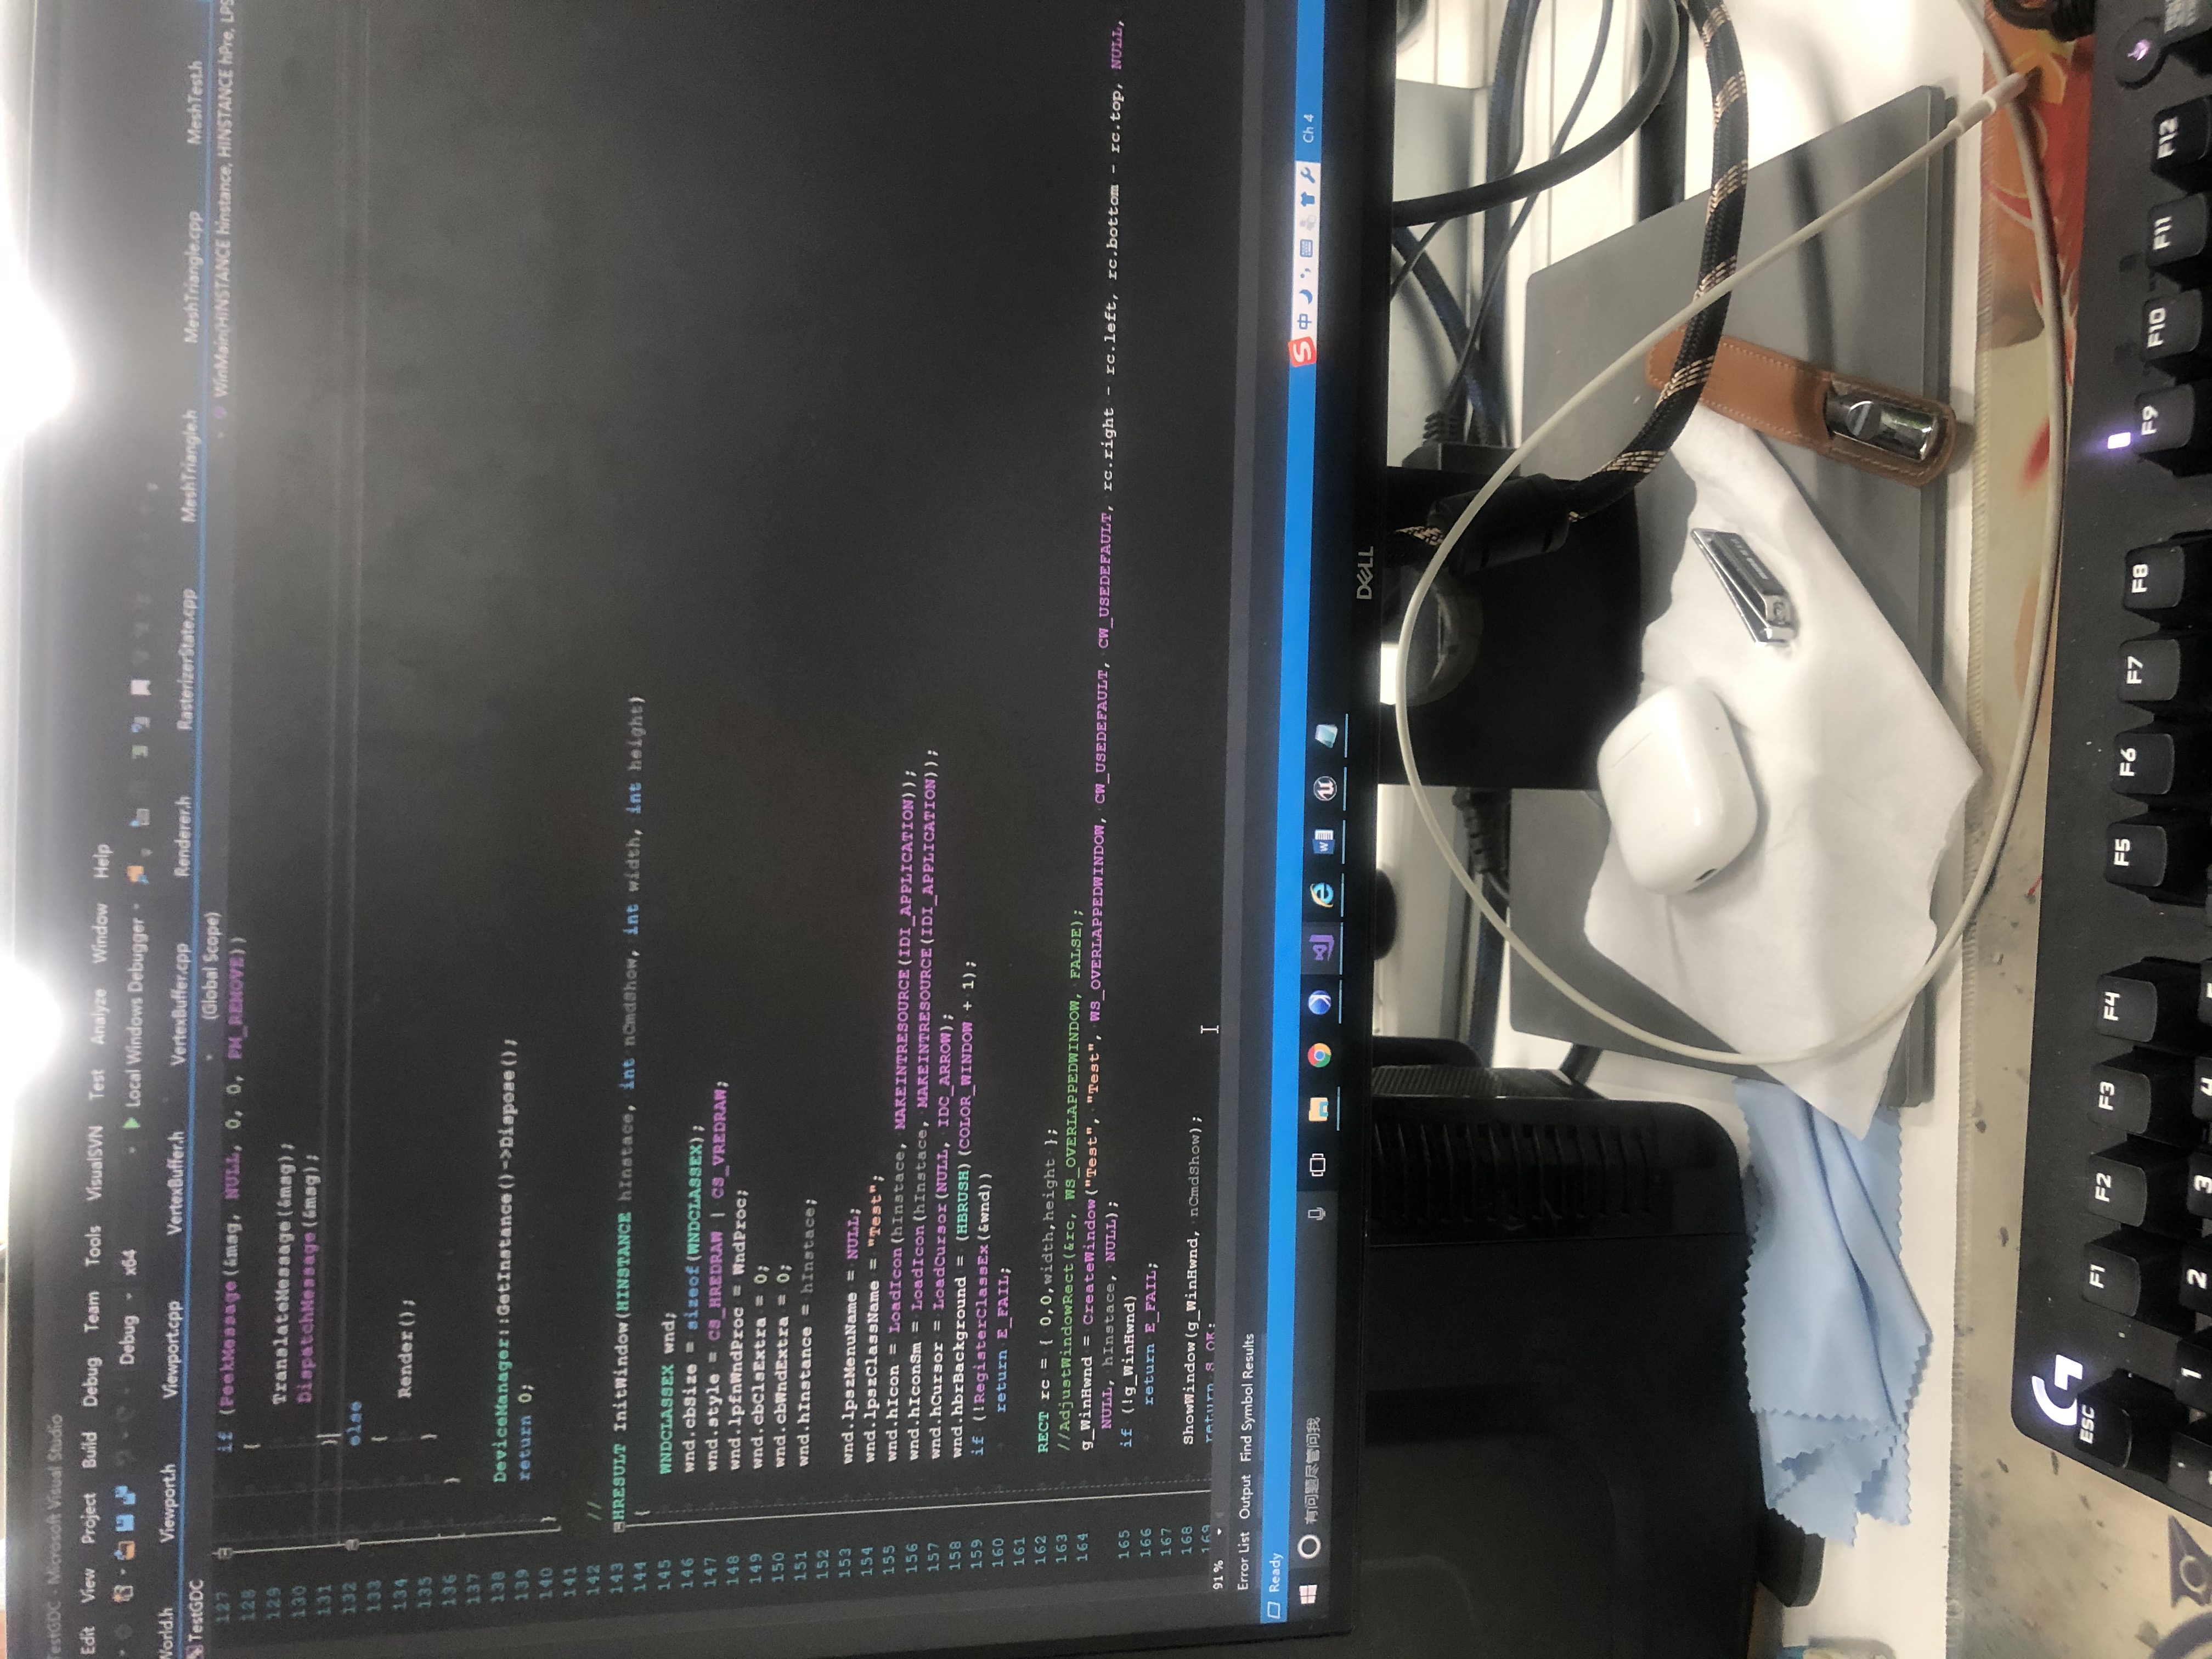 TestGDC - Microsoft Visual Studio
Edit View Project Build Debug Team Tools VisualSVN Test Analyze Window Help
Debug x64 Local Windows Debugger
World.h Viewport.h Viewport.cpp VertexBuffer.h VertexBuffer.cpp Renderer.h RasterizerState.cpp MeshTriangle.h MeshTriangle.cpp MeshTest.h
TestGDC (Global Scope) WinMain(HINSTANCE hinstance, HINSTANCE hPre, LPS
127 if (PeekMessage(&msg, NULL, 0, 0, PM_REMOVE))
128 {
129 TranslateMessage(&msg);
130 DispatchMessage(&msg);
131 }
132 else
133 {
134 Render();
135 }
136 }
137
138 DeviceManager::GetInstance()->Dispose();
139 return 0;
140 }
141
142 //
143 HRESULT InitWindow(HINSTANCE hInstace, int nCmdShow, int width, int height)
144 {
145 WNDCLASSEX wnd;
146 wnd.cbSize = sizeof(WNDCLASSEX);
147 wnd.style = CS_HREDRAW | CS_VREDRAW;
148 wnd.lpfnWndProc = WndProc;
149 wnd.cbClsExtra = 0;
150 wnd.cbWndExtra = 0;
151 wnd.hInstance = hInstace;
152
153 wnd.lpszMenuName = NULL;
154 wnd.lpszClassName = "Test";
155 wnd.hIcon = LoadIcon(hInstace, MAKEINTRESOURCE(IDI_APPLICATION));
156 wnd.hIconSm = LoadIcon(hInstace, MAKEINTRESOURCE(IDI_APPLICATION));
157 wnd.hCursor = LoadCursor(NULL, IDC_ARROW);
158 wnd.hbrBackground = (HBRUSH)(COLOR_WINDOW + 1);
159 if (!RegisterClassEx(&wnd))
160 return E_FAIL;
161
162 RECT rc = { 0,0,width,height };
163 //AdjustWindowRect(&rc, WS_OVERLAPPEDWINDOW, FALSE);
164 g_WinHwnd = CreateWindow("Test", "Test", WS_OVERLAPPEDWINDOW, CW_USEDEFAULT, CW_USEDEFAULT, rc.right - rc.left, rc.bottom - rc.top, NULL,
NULL, hInstace, NULL);
165 if (!g_WinHwnd)
166 return E_FAIL;
167
168 ShowWindow(g_WinHwnd, nCmdShow);
169 return S_OK;
91 %
Error List Output Find Symbol Results
Ready
Ch 4
有问题尽管问我
中
DELL
G
ESC F1 F2 F3 F4 F5 F6 F7 F8 F9 F10 F11 F12
1 2 3 4